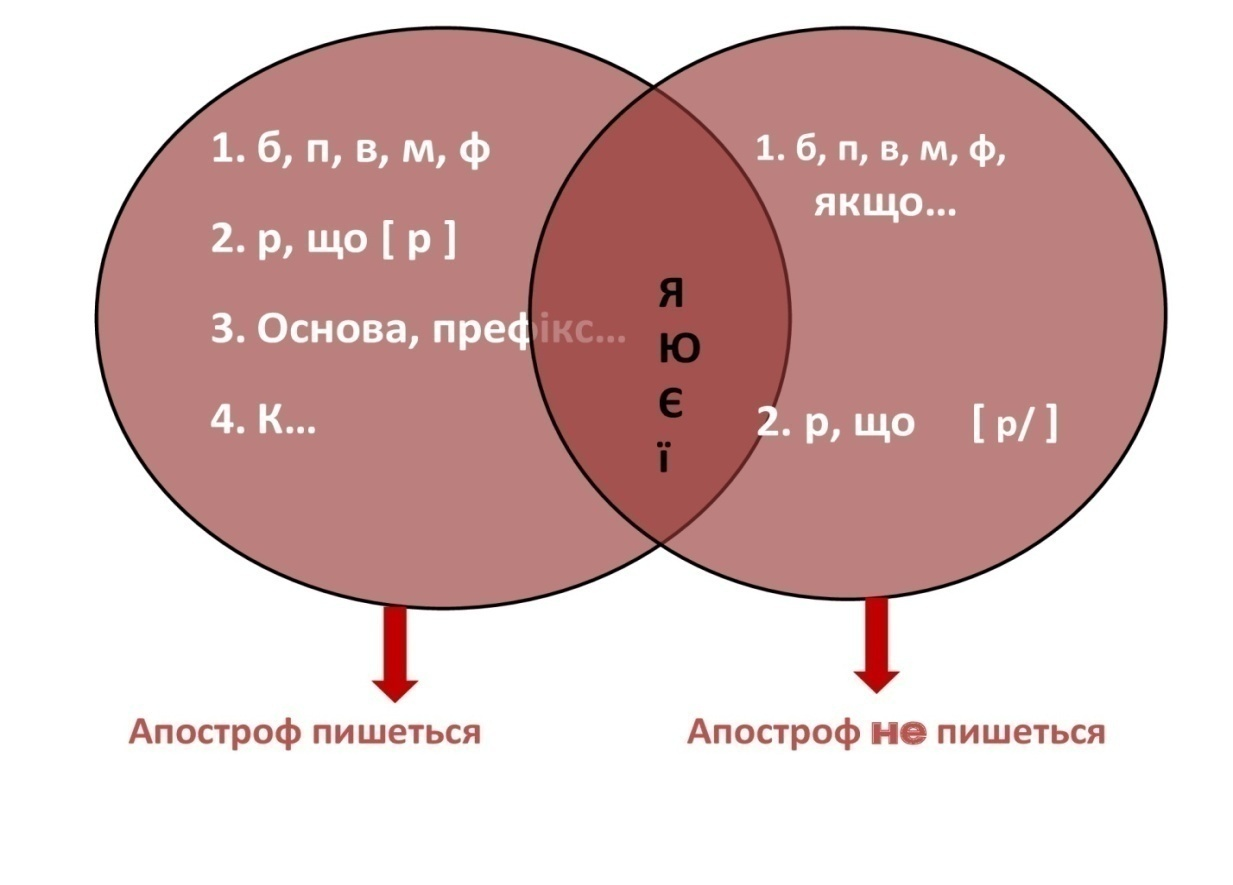 1. б, п, в, м, ф
2. р, що [ р ]
3. Основа, префікс...
4. К...
Я
Ю
Є
ї
1. б, п, в, м, ф,
якщо...
2. р, що [ р/ ]
Апостроф пишеться
Апостроф не пишеться